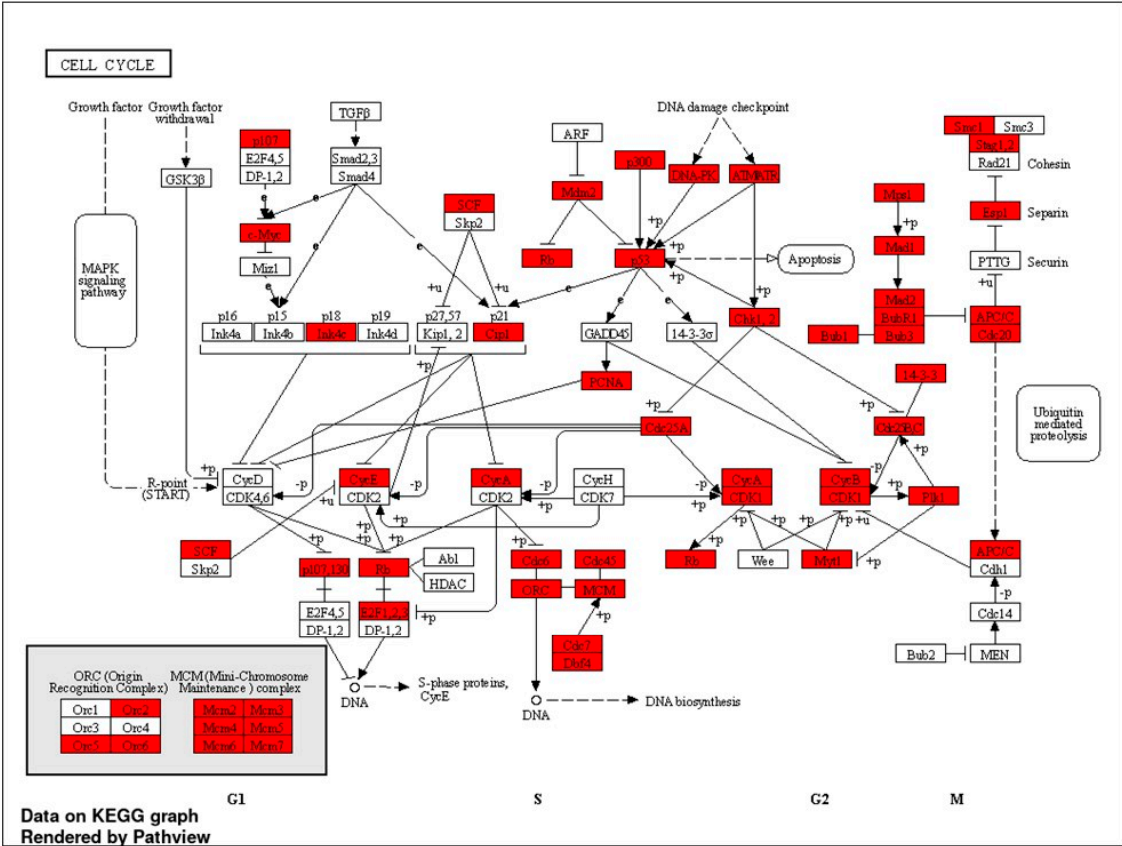 CELL CYCLE
Growth factor
Growth factor
withdrawal
TGFβ
DNA damage checkpoint
ARF
Smc1
Smc3
Stag1,2
Rad21
Cohesin
p107
E2F4,5
DP-1,2
Smad2,3
Smad4
GSK3β
p300
DNA-PK
ATM/ATR
Mdm2
SCF
Skp2
Mps1
Esp1
Separin
+p
e
e
e
c-Myc
Miz1
e
Rb
p53
+p
+p
+p
Apoptosis
Mad1
PTTG
Securin
MAPK
signaling
pathway
+u
+u
e
e
e
+p
+u
p16
Ink4a
p15
Ink4b
p18
Ink4c
p19
Ink4d
p27,57
Kip1, 2
p21
Cip1
GADD45
14-3-3σ
Chk1, 2
Mad2
BubR1
Bub3
Bub1
APC/C
Cdc20
+p
PCNA
14-3-3
+p
Cdc25A
+p
Cdc25B,C
Ubiquitin
mediated
proteolysis
R-point
(START)
+p
CycD
CDK4,6
-p
CycE
CDK2
-p
CycA
CDK2
-p
+p
CycH
CDK7
-p
+p
CycA
CDK1
CycB
CDK1
-p
+p
+p
Plk1
+u
SCF
Skp2
+p
+p
+p
+p
+p
+p
+p
+u
p107,130
Rb
Abl
HDAC
Cdc6
Cdc45
ORC
MCM
Rb
Wee
Myt1
+p
APC/C
Cdh1
-p
Cdc14
E2F4,5
DP-1,2
E2F1,2,3
DP-1,2
+p
+p
Cdc7
Dbf4
Bub2
MEN
DNA
S-phase proteins,
CycE
DNA
DNA biosynthesis
ORC (Origin
Recognition Complex)
MCM (Mini-Chromosome
Maintenance ) complex
Orc1
Orc2
Mcm2
Mcm3
Orc3
Orc4
Mcm4
Mcm5
Orc5
Orc6
Mcm6
Mcm7
G1
S
G2
M
Data on KEGG graph
Rendered by Pathview